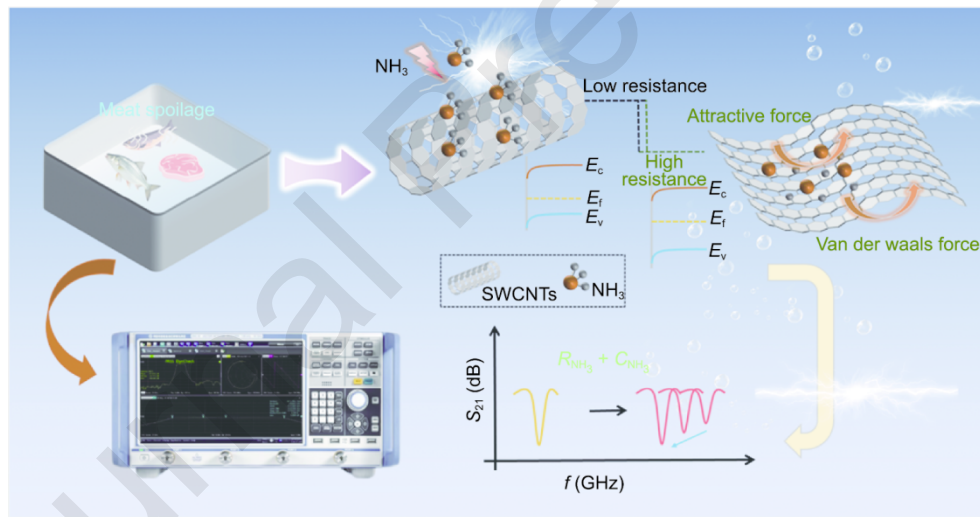 Meat spoilage
NH3
Low resistance
Attractive force
High
resistance
Ec
Ef
Ev
Ec
Ef
Ev
Van der waals force
SWCNTs
NH3
RNH3 + CNH3
S21 (dB)
f (GHz)